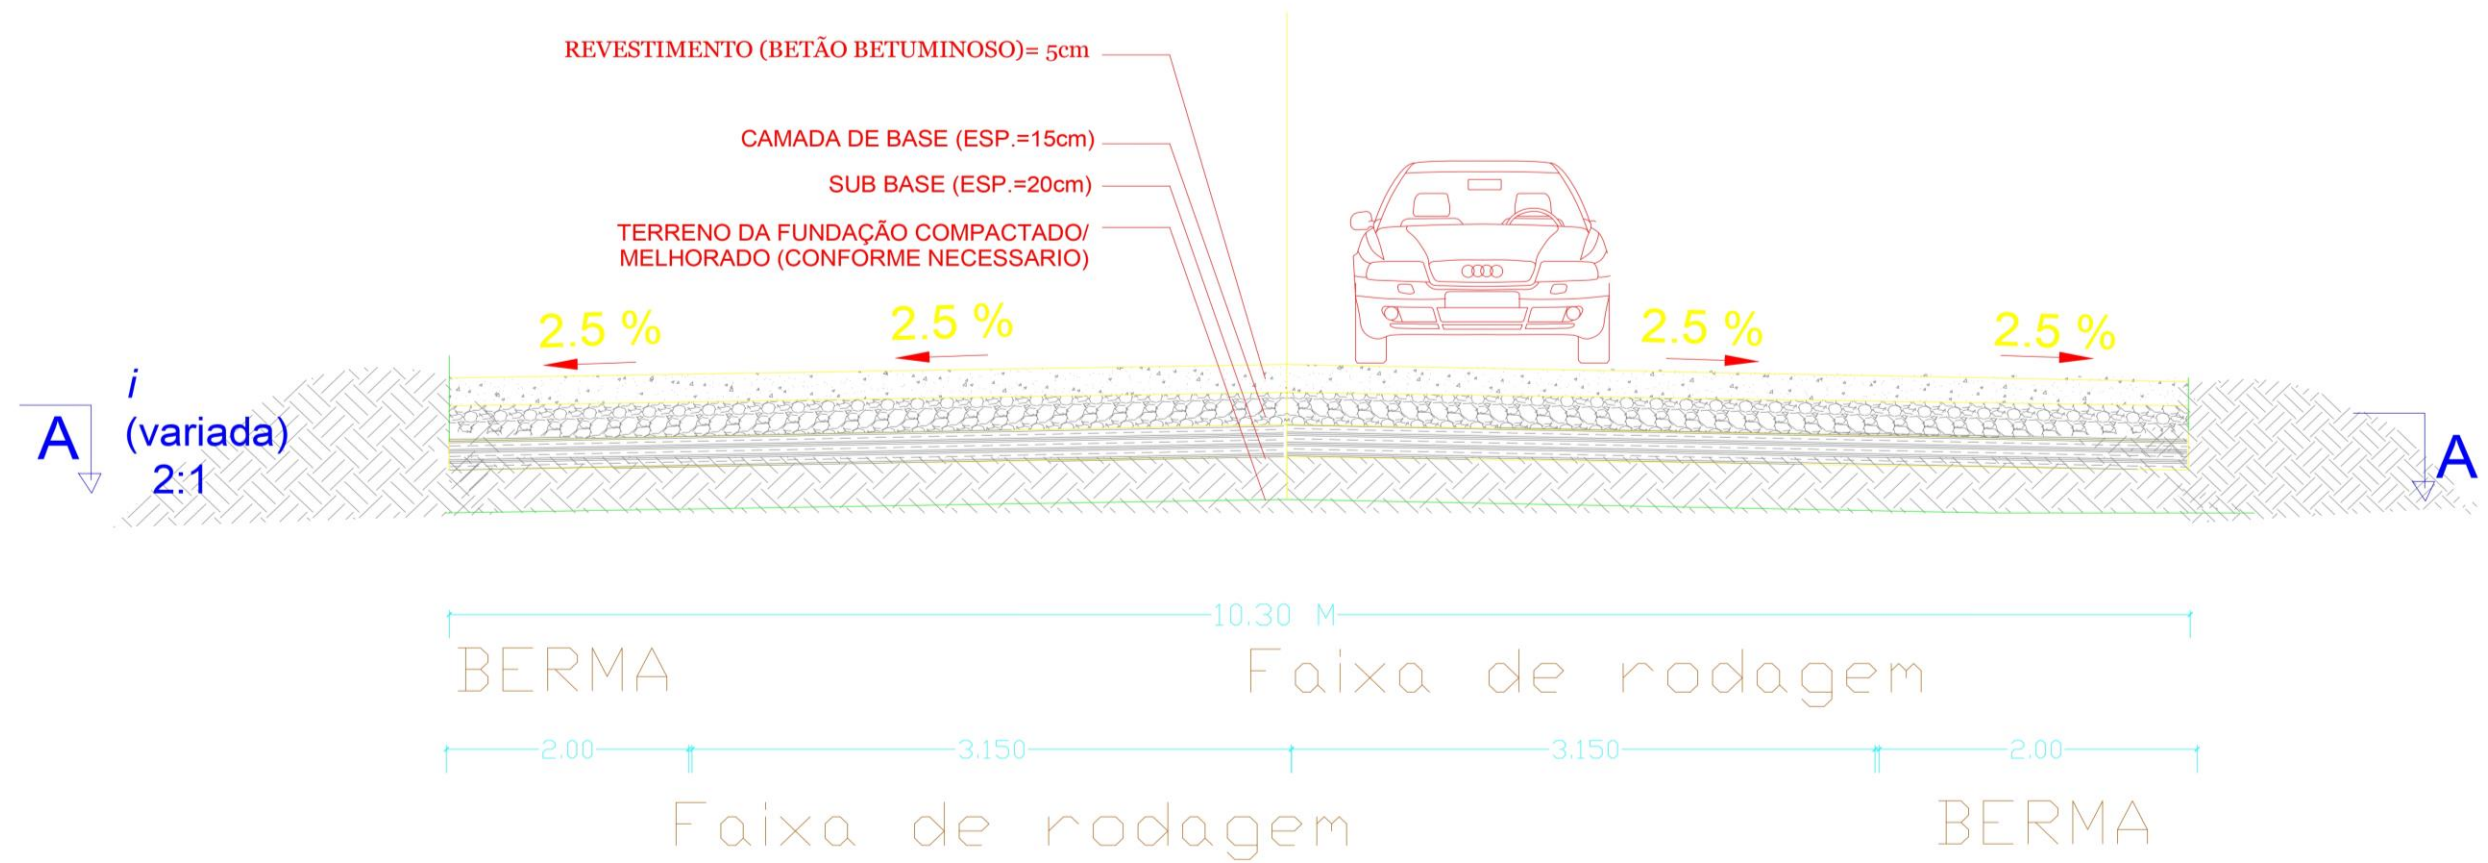 REVESTIMENTO (BETÃO BETUMINOSO)= 5cm
CAMADA DE BASE (ESP.=15cm)
SUB BASE (ESP.=20cm)
TERRENO DA FUNDAÇÃO COMPACTADO/
MELHORADO (CONFORME NECESSARIO)
2.5 %
2.5 %
2.5 %
2.5 %
A
i
(variada)
2:1
A
10.30 M
BERMA
Faixa de rodagem
2.00
3.150
3.150
2.00
Faixa de rodagem
BERMA